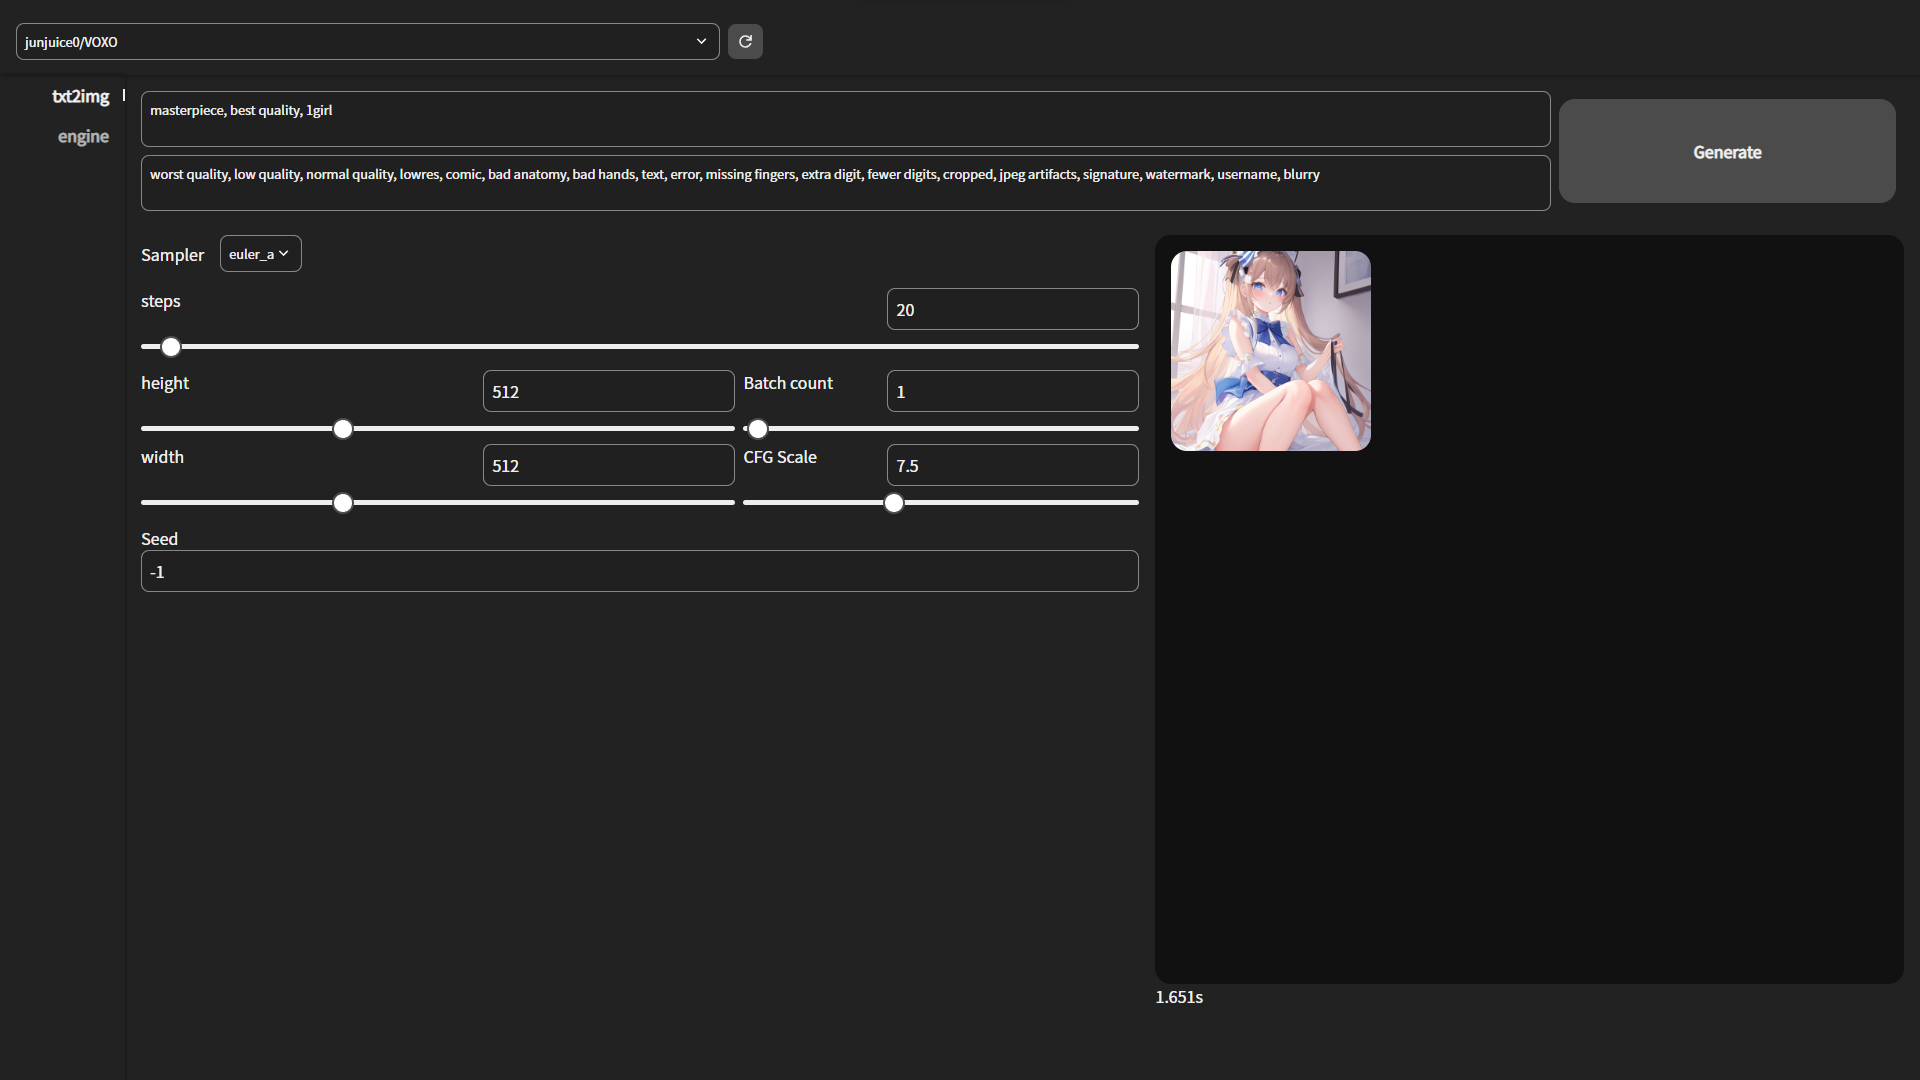 junjuice0/VOXO
txt2img
engine
masterpiece, best quality, 1girl
worst quality, low quality, normal quality, lowres, comic, bad anatomy, bad hands, text, error, missing fingers, extra digit, fewer digits, cropped, jpeg artifacts, signature, watermark, username, blurry
Generate
Sampler euler_a
steps 20
height 512 Batch count 1
width 512 CFG Scale 7.5
Seed
-1
1.651s